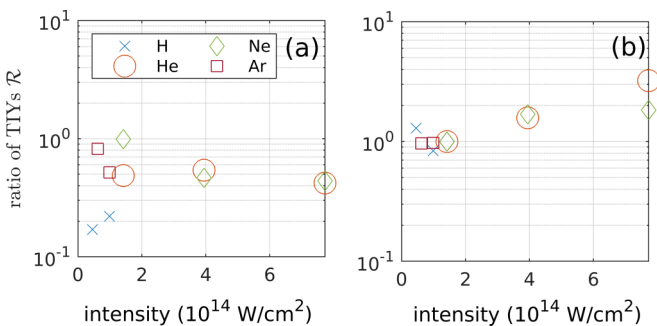 10^1
10^0
10^-1
ratio of TIYs R
H
He
Ne
Ar
(a)
0 2 4 6
intensity (10^14 W/cm^2)
10^1
10^0
10^-1
(b)
0 2 4 6
intensity (10^14 W/cm^2)